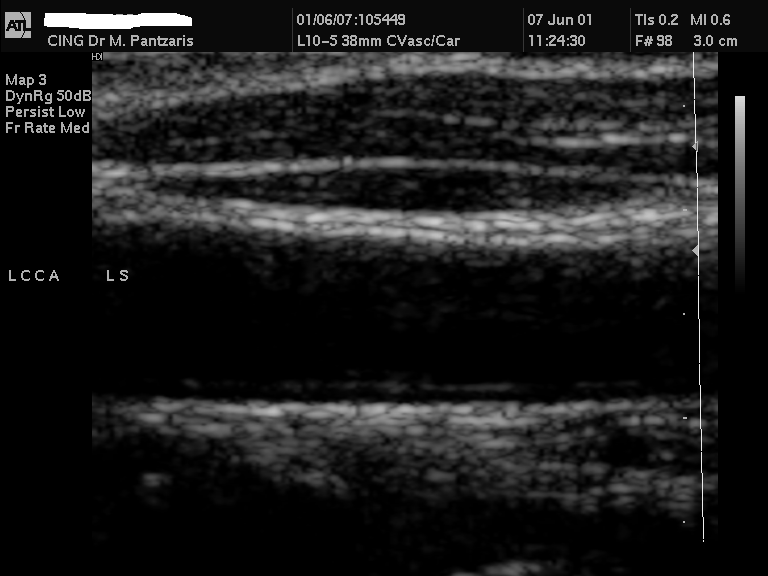 ATL
01/06/07:105449
07 Jun 01
TIs 0.2 MI 0.6
CING Dr M. Pantzaris
L10-5 38mm CVasc/Car
11:24:30
F# 98 3.0 cm
HDI
Map 3
DynRg 50dB
Persist Low
Fr Rate Med
LCCA LS